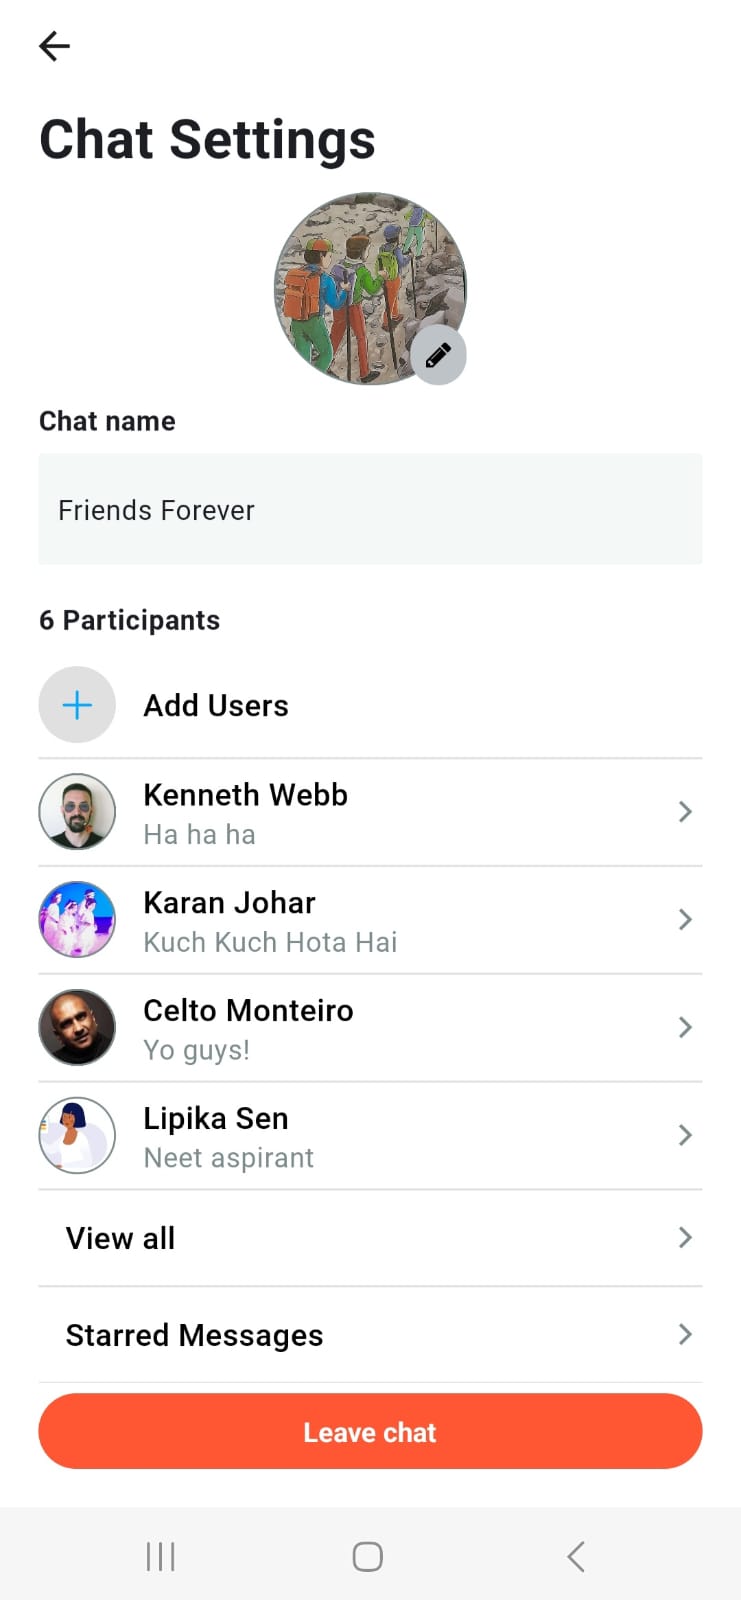 Chat Settings
Chat name
Friends Forever
6 Participants
Add Users
Kenneth Webb
Ha ha ha
Karan Johar
Kuch Kuch Hota Hai
Celto Monteiro
Yo guys!
Lipika Sen
Neet aspirant
View all
Starred Messages
Leave chat